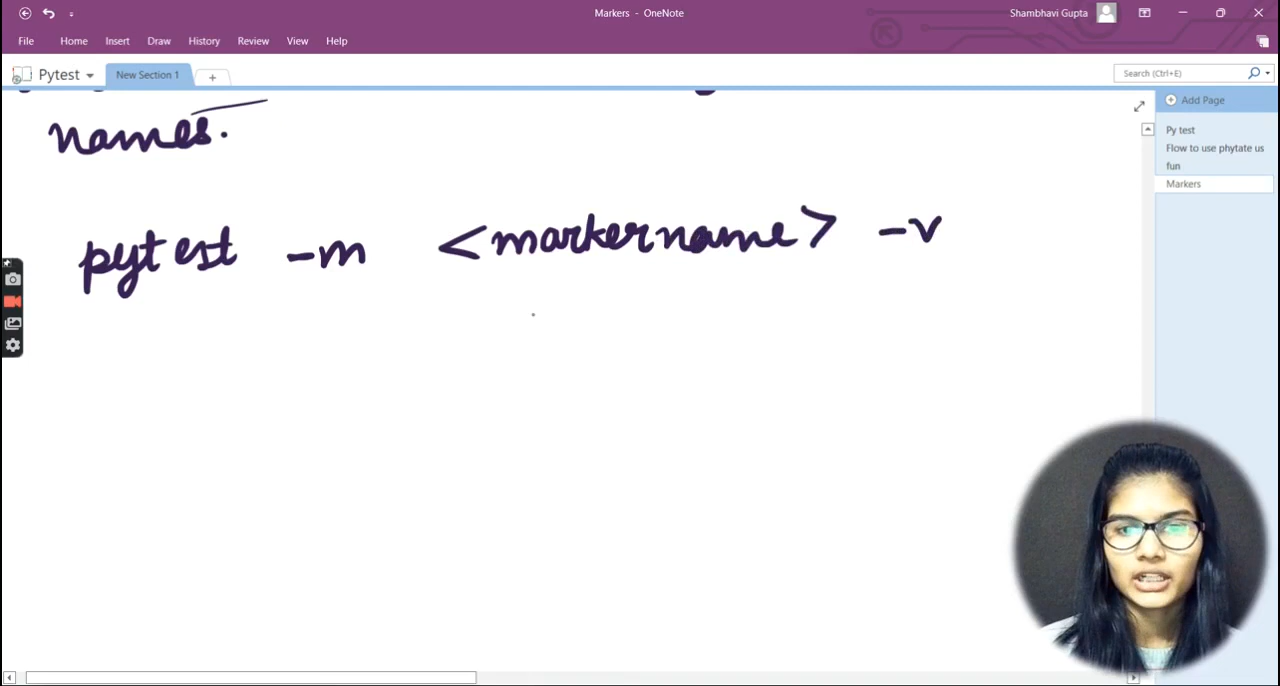 Markers - OneNote
Shambhavi Gupta
File Home Insert Draw History Review View Help
Pytest
New Section 1
Search (Ctrl+E)
Add Page
Py test
Flow to use phytate us
fun
Markers
names.
pytest -m <markername> -v